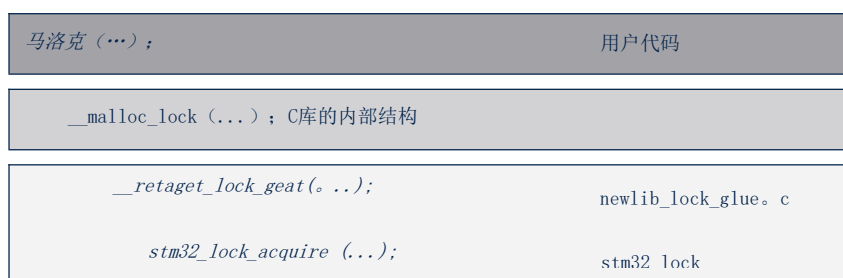 马洛克（…）; 用户代码
__malloc_lock（...）; C库的内部结构
__retaget_lock_geat(。..);
newlib_lock_glue。c
stm32_lock_acquire (...);
stm32 lock